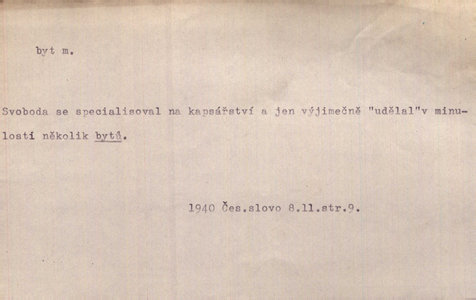 byt m.
Svoboda se specialisoval na kapsářství a jen výjimečně "udělal"v minu-
losti několik bytů.
1940 Čes.slovo 8.11.str.9.